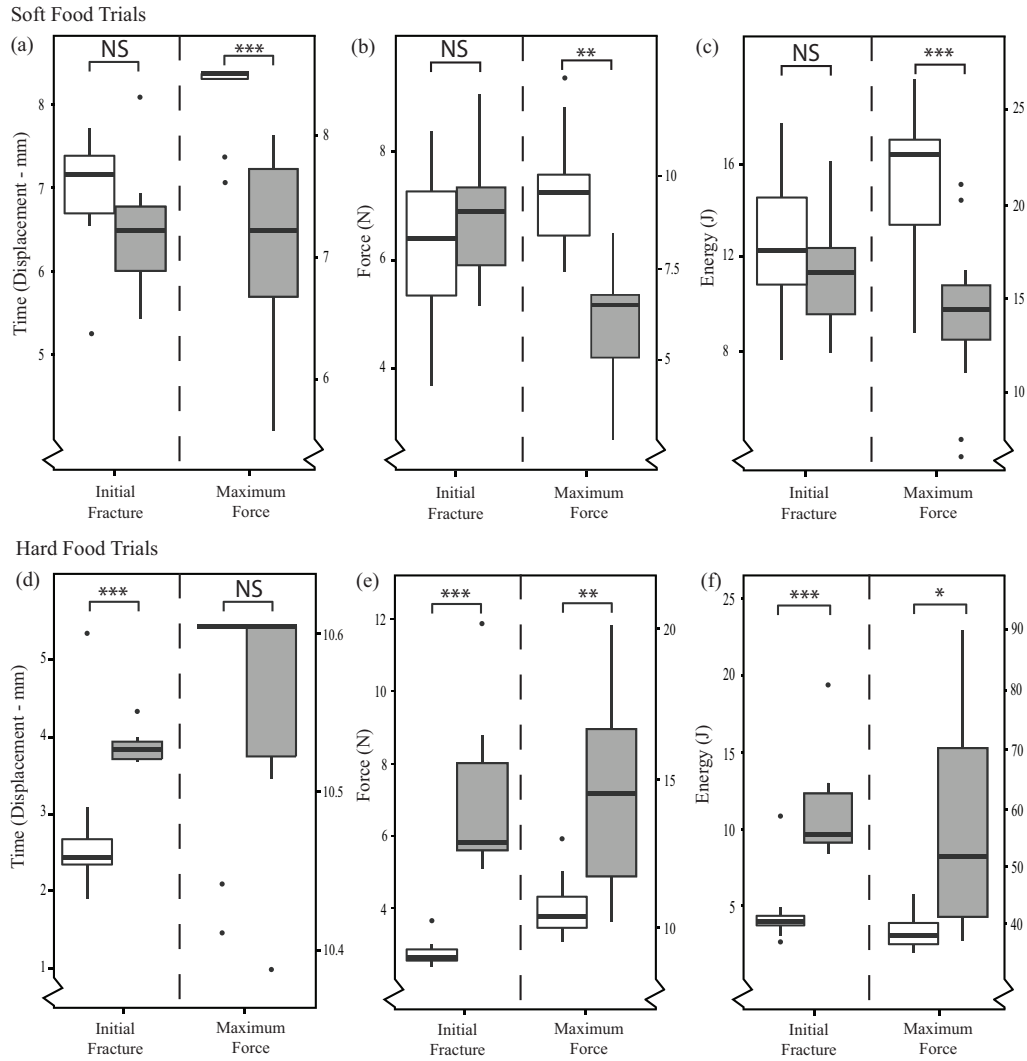 Soft Food Trials
(a)
NS
***
Time (Displacement - mm)
8
7
6
5
8
7
6
Initial
Fracture
Maximum
Force
(b)
NS
**
Force (N)
8
6
4
10
7.5
5
Initial
Fracture
Maximum
Force
(c)
NS
***
Energy (J)
16
12
8
25
20
15
10
Initial
Fracture
Maximum
Force
Hard Food Trials
(d)
***
NS
Time (Displacement - mm)
5
4
3
2
1
10.6
10.5
10.4
Initial
Fracture
Maximum
Force
(e)
***
**
Force (N)
12
10
8
6
4
20
15
10
Initial
Fracture
Maximum
Force
(f)
***
*
Energy (J)
25
20
15
10
5
90
80
70
60
50
40
Initial
Fracture
Maximum
Force